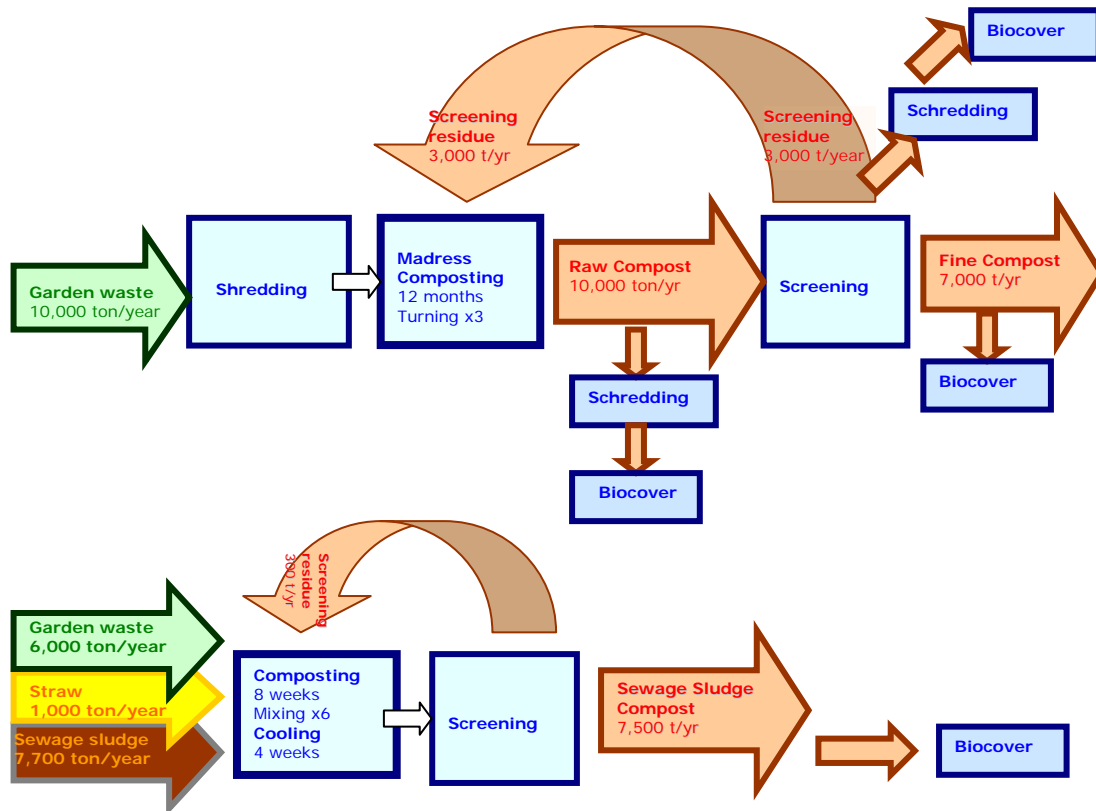 Biocover
Schredding
Screening
residue
3,000 t/yr
Screening
residue
3,000 t/year
Garden waste
10,000 ton/year
Shredding
Madress
Composting
12 months
Turning x3
Raw Compost
10,000 ton/yr
Screening
Fine Compost
7,000 t/yr
Schredding
Biocover
Biocover
Screening
residue
300 t/yr
Garden waste
6,000 ton/year
Straw
1,000 ton/year
Sewage sludge
7,700 ton/year
Composting
8 weeks
Mixing x6
Cooling
4 weeks
Screening
Sewage Sludge
Compost
7,500 t/yr
Biocover